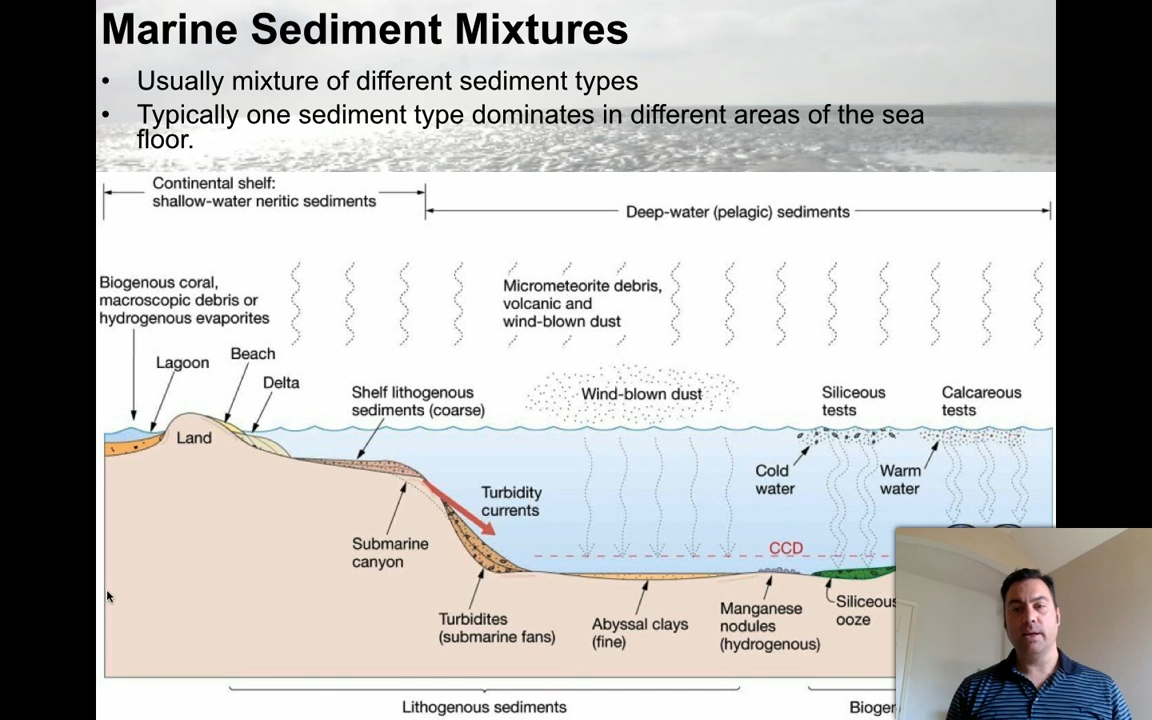 Marine Sediment Mixtures
• Usually mixture of different sediment types
• Typically one sediment type dominates in different areas of the sea
floor.
Continental shelf:
shallow-water neritic sediments
Deep-water (pelagic) sediments
Biogenous coral,
macroscopic debris or
hydrogenous evaporites
Micrometeorite debris,
volcanic and
wind-blown dust
Lagoon
Beach
Delta
Shelf lithogenous
sediments (coarse)
Wind-blown dust
Siliceous
tests
Calcareous
tests
Land
Cold
water
Warm
water
Turbidity
currents
Submarine
canyon
CCD
Turbidites
(submarine fans)
Abyssal clays
(fine)
Manganese
nodules
(hydrogenous)
Siliceous
ooze
Lithogenous sediments